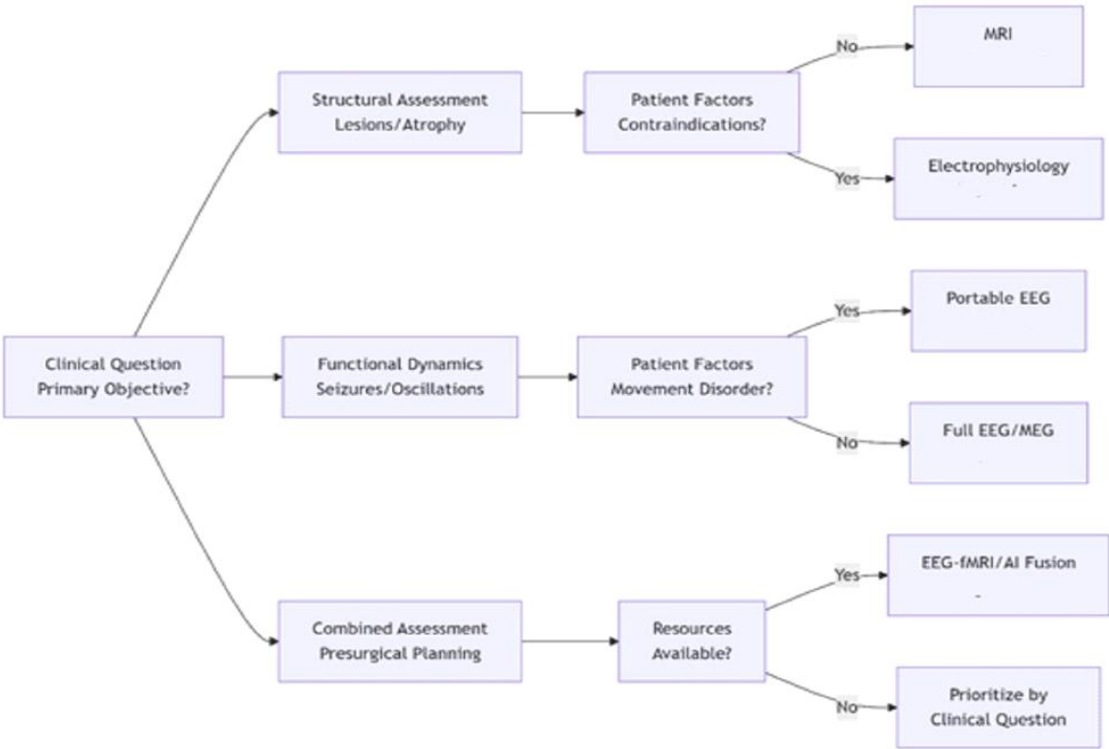 Clinical Question
Primary Objective?
Structural Assessment
Lesions/Atrophy
Patient Factors
Contraindications?
No
MRI
Yes
Electrophysiology
Functional Dynamics
Seizures/Oscillations
Patient Factors
Movement Disorder?
Yes
Portable EEG
No
Full EEG/MEG
Combined Assessment
Presurgical Planning
Resources
Available?
Yes
EEG-fMRI/AI Fusion
No
Prioritize by
Clinical Question